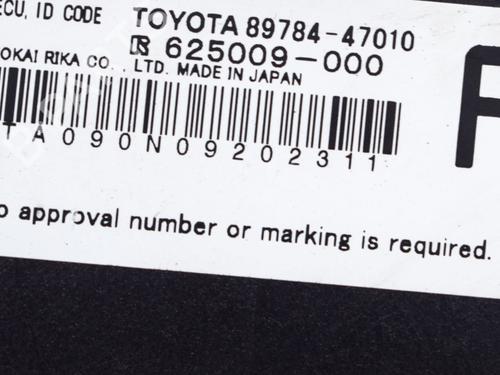 ECU, ID CODE TOYOTA 89784-47010
625009-000
OKAI RIKA CO., LTD. MADE IN JAPAN
TA090N09202311
o approval number or marking is required.